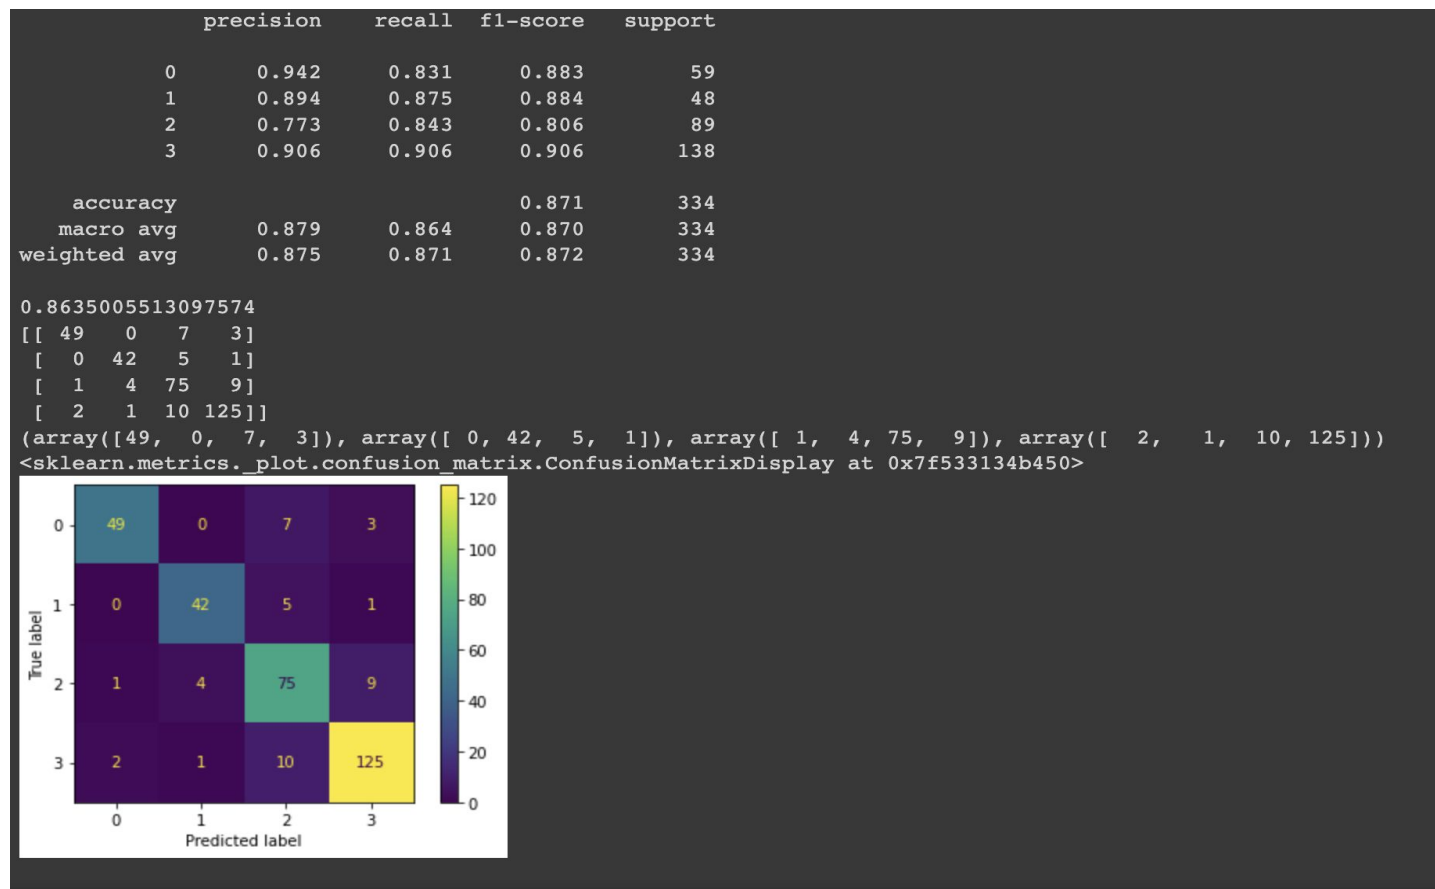 precision recall f1-score support
0 0.942 0.831 0.883 59
1 0.894 0.875 0.884 48
2 0.773 0.843 0.806 89
3 0.906 0.906 0.906 138
accuracy 0.871 334
macro avg 0.879 0.864 0.870 334
weighted avg 0.875 0.871 0.872 334
0.8635005513097574
[[ 49 0 7 3]
[ 0 42 5 1]
[ 1 4 75 9]
[ 2 1 10 125]]
(array([49, 0, 7, 3]), array([ 0, 42, 5, 1]), array([ 1, 4, 75, 9]), array([ 2, 1, 10, 125]))
<sklearn.metrics._plot.confusion_matrix.ConfusionMatrixDisplay at 0x7f533134b450>
True label
0 49 0 7 3
1 0 42 5 1
2 1 4 75 9
3 2 1 10 125
0 1 2 3
Predicted label
120
100
80
60
40
20
0